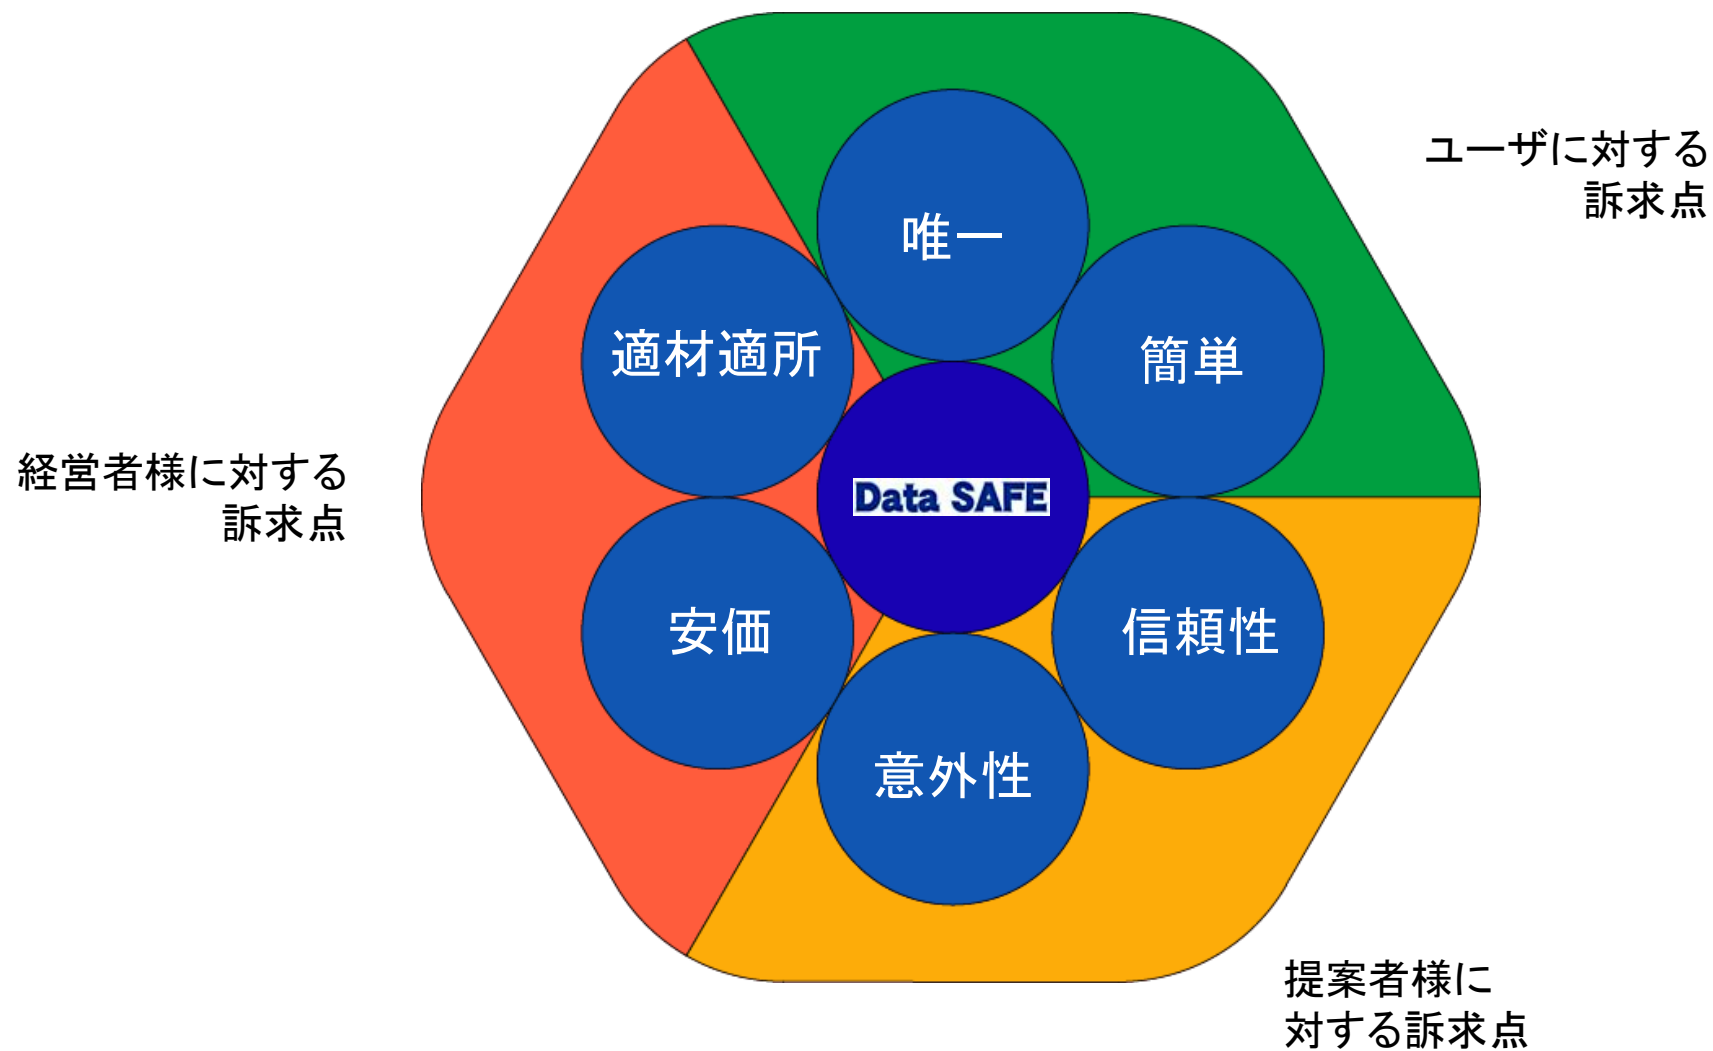 ユーザに対する
訴求点
唯一
適材適所
簡単
経営者様に対する
訴求点
Data SAFE
安価
信頼性
意外性
提案者様に
対する訴求点